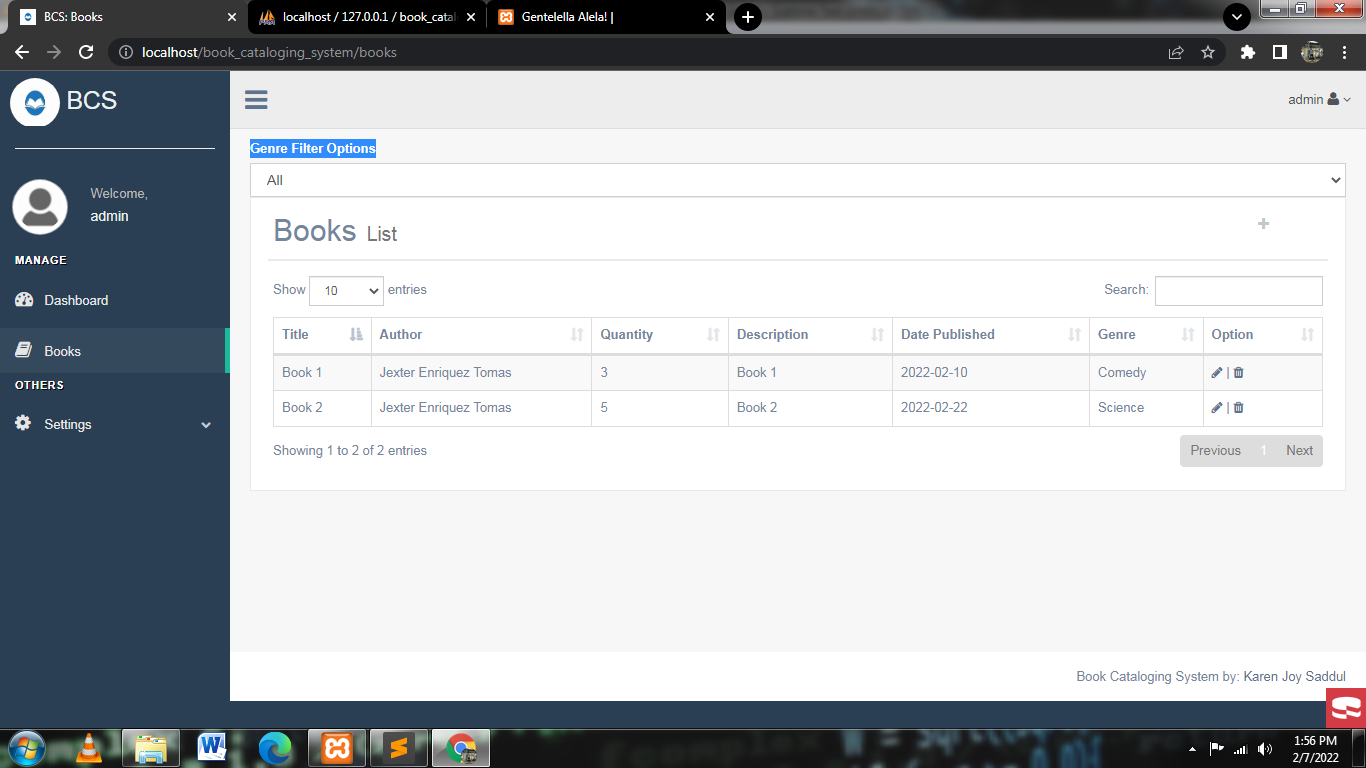 BCS: Books
localhost / 127.0.0.1 / book_catal
Gentelella Alela! |
localhost/book_cataloging_system/books
BCS
admin
Genre Filter Options
All
Welcome,
admin
Books List
MANAGE
Dashboard
Books
OTHERS
Settings
Show 10 entries
Search:
Title Author Quantity Description Date Published Genre Option
Book 1 Jexter Enriquez Tomas 3 Book 1 2022-02-10 Comedy |
Book 2 Jexter Enriquez Tomas 5 Book 2 2022-02-22 Science |
Showing 1 to 2 of 2 entries
Previous 1 Next
Book Cataloging System by: Karen Joy Saddul
1:56 PM
2/7/2022